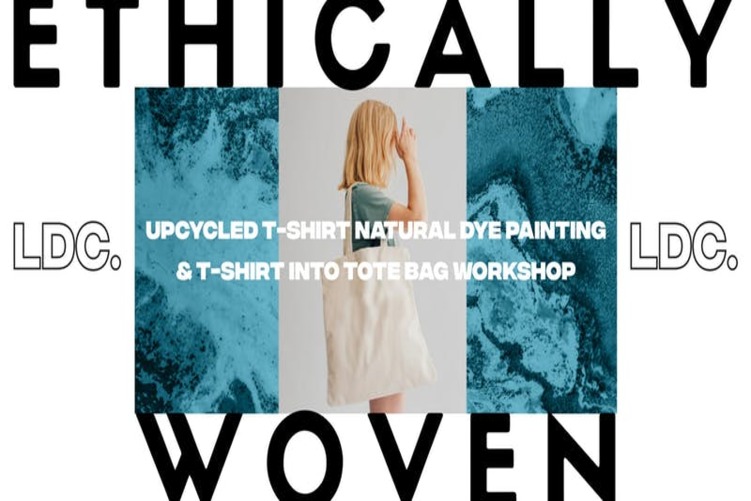 ETHICALLY
LDC.
UPCYCLED T-SHIRT NATURAL DYE PAINTING
& T-SHIRT INTO TOTE BAG WORKSHOP
LDC.
WOVEN